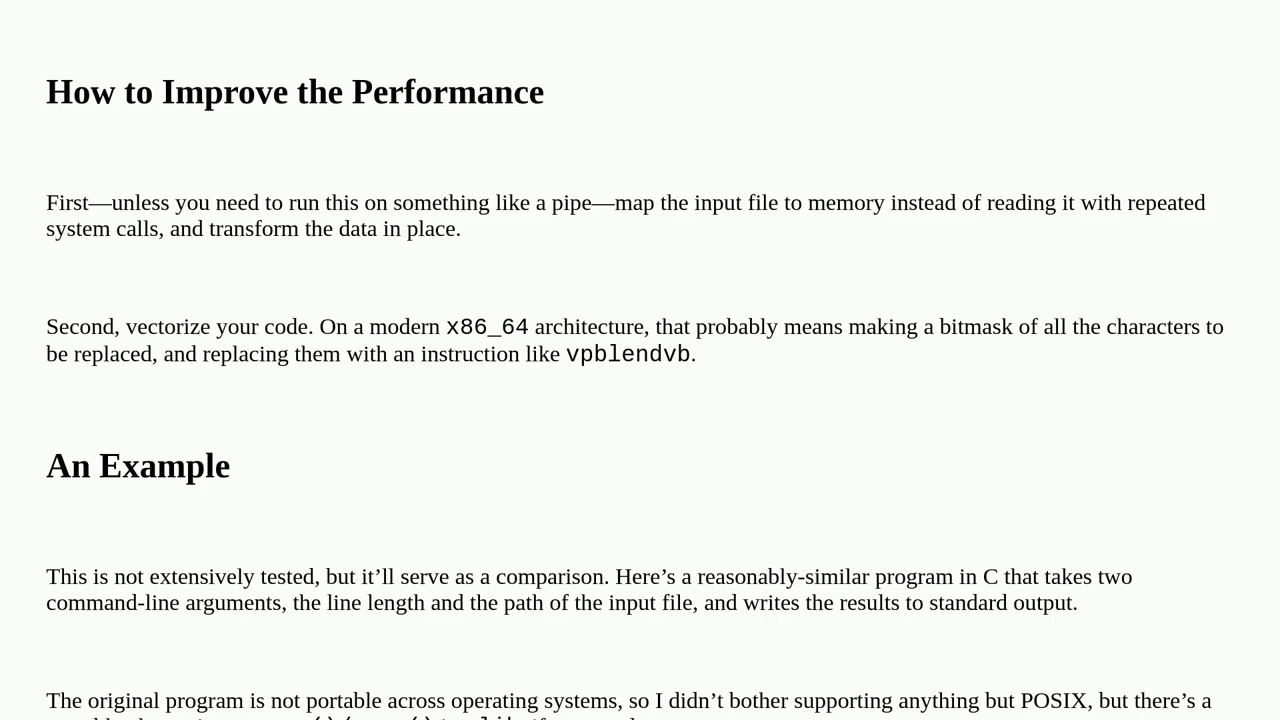 How to Improve the Performance
First—unless you need to run this on something like a pipe—map the input file to memory instead of reading it with repeated
system calls, and transform the data in place.
Second, vectorize your code. On a modern x86_64 architecture, that probably means making a bitmask of all the characters to
be replaced, and replacing them with an instruction like vpblendvb.
An Example
This is not extensively tested, but it’ll serve as a comparison. Here’s a reasonably-similar program in C that takes two
command-line arguments, the line length and the path of the input file, and writes the results to standard output.
The original program is not portable across operating systems, so I didn’t bother supporting anything but POSIX, but there’s a